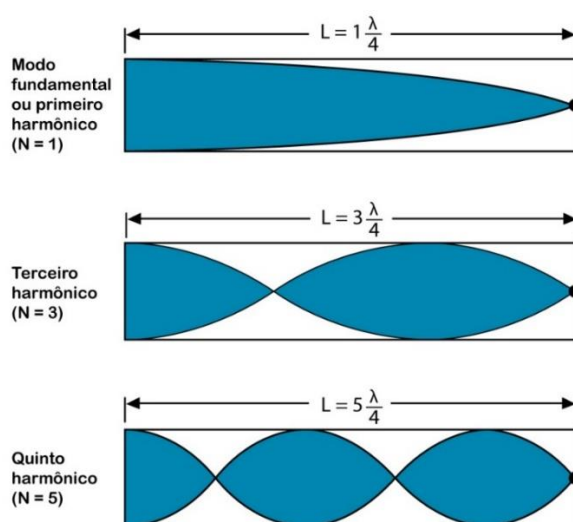 L = 1 λ/4
Modo
fundamental
ou primeiro
harmônico
(N = 1)
L = 3 λ/4
Terceiro
harmônico
(N = 3)
L = 5 λ/4
Quinto
harmônico
(N = 5)